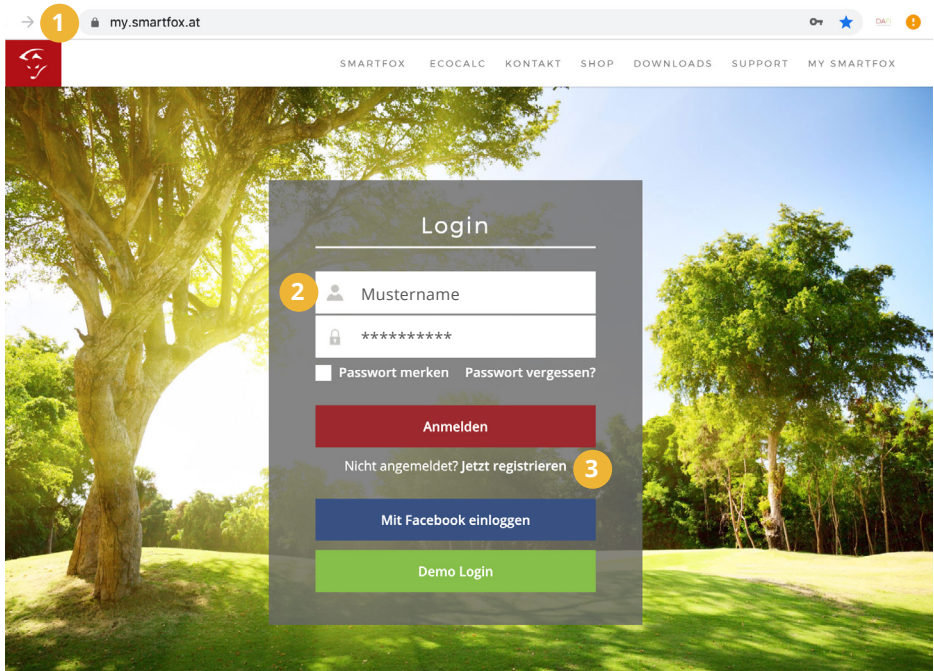 1 my.smartfox.at
SMARTFOX ECOCALC KONTAKT SHOP DOWNLOADS SUPPORT MY SMARTFOX
Login
2 Mustername
**********
Passwort merken Passwort vergessen?
Anmelden
Nicht angemeldet? Jetzt registrieren 3
Mit Facebook einloggen
Demo Login